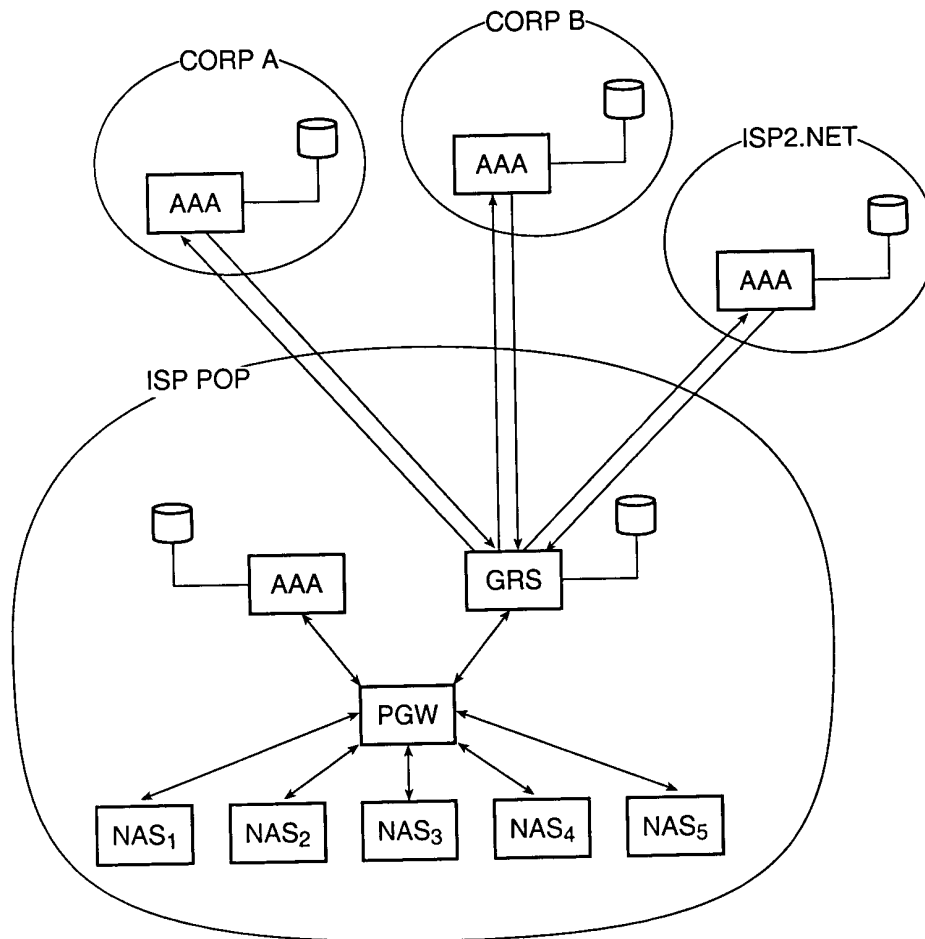 CORP A
CORP B
ISP2.NET
AAA
AAA
AAA
ISP POP
AAA
GRS
PGW
NAS1
NAS2
NAS3
NAS4
NAS5